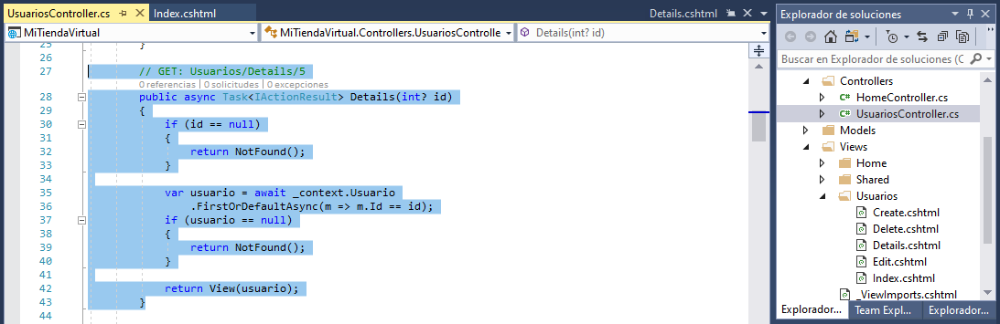 UsuariosController.cs
Index.cshtml
Details.cshtml
MiTiendaVirtual
MiTiendaVirtual.Controllers.UsuariosControlle
Details(int? id)
25 }
26
27 // GET: Usuarios/Details/5
0 referencias | 0 solicitudes | 0 excepciones
28 public async Task<IActionResult> Details(int? id)
29 {
30 if (id == null)
31 {
32 return NotFound();
33 }
34
35 var usuario = await _context.Usuario
36 .FirstOrDefaultAsync(m => m.Id == id);
37 if (usuario == null)
38 {
39 return NotFound();
40 }
41
42 return View(usuario);
43 }
44
Explorador de soluciones
Buscar en Explorador de soluciones (C
Controllers
C# HomeController.cs
C# UsuariosController.cs
Models
Views
Home
Shared
Usuarios
Create.cshtml
Delete.cshtml
Details.cshtml
Edit.cshtml
Index.cshtml
_ViewImports.cshtml
Explorador...
Team Expl...
Explorador...